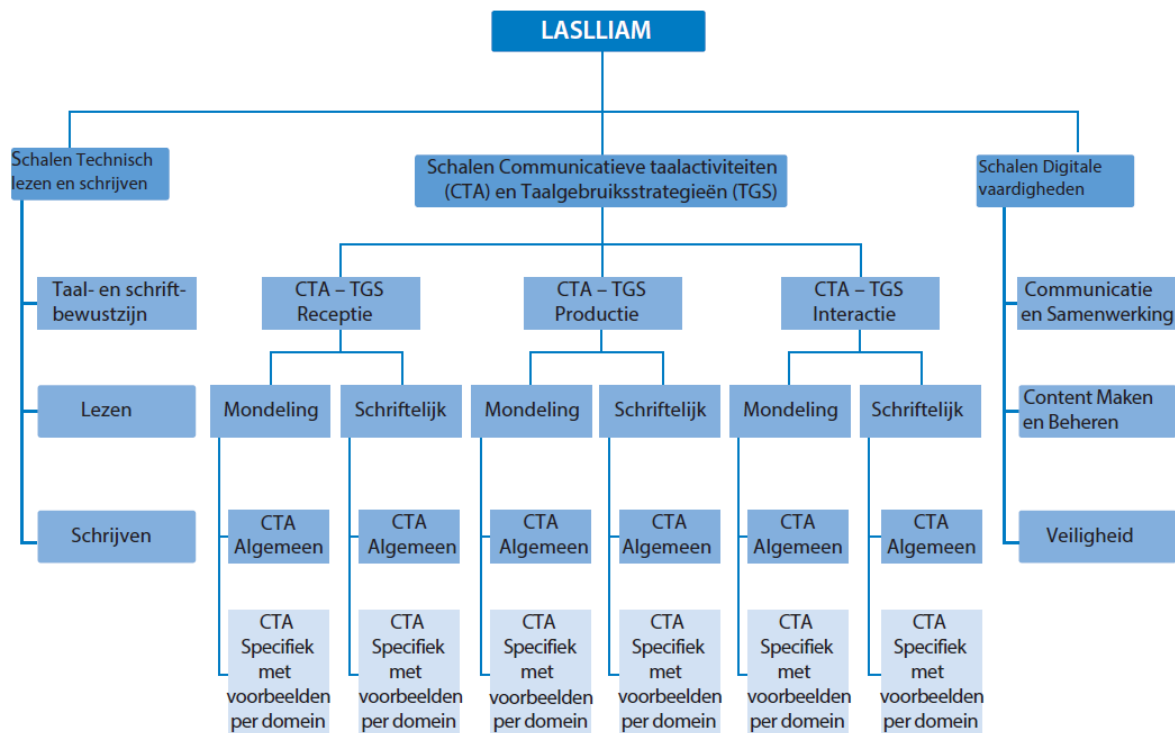 LASLLIAM
Schalen Technisch
lezen en schrijven
Schalen Communicatieve taalactiviteiten
(CTA) en Taalgebruiksstrategieën (TGS)
Schalen Digitale
vaardigheden
Taal- en schrift-
bewustzijn
CTA – TGS
Receptie
CTA – TGS
Productie
CTA – TGS
Interactie
Communicatie
en Samenwerking
Lezen
Mondeling
Schriftelijk
Mondeling
Schriftelijk
Mondeling
Schriftelijk
Content Maken
en Beheren
Schrijven
CTA
Algemeen
CTA
Algemeen
CTA
Algemeen
CTA
Algemeen
CTA
Algemeen
CTA
Algemeen
Veiligheid
CTA
Specifiek
met
voorbeelden
per domein
CTA
Specifiek
met
voorbeelden
per domein
CTA
Specifiek
met
voorbeelden
per domein
CTA
Specifiek
met
voorbeelden
per domein
CTA
Specifiek
met
voorbeelden
per domein
CTA
Specifiek
met
voorbeelden
per domein